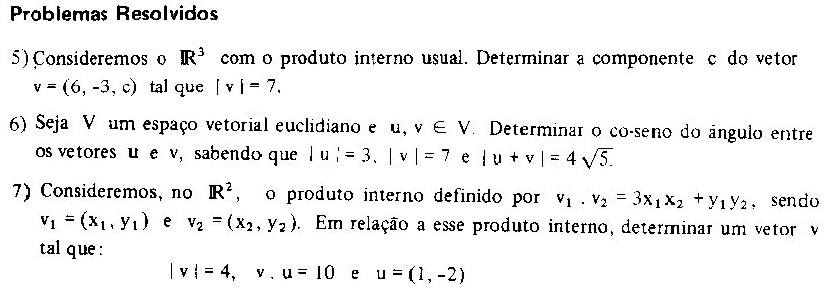 Problemas Resolvidos
5) Consideremos o ℝ³ com o produto interno usual. Determinar a componente c do vetor
v = (6, -3, c) tal que | v | = 7.
6) Seja V um espaço vetorial euclidiano e u, v ∈ V. Determinar o co-seno do ângulo entre
os vetores u e v, sabendo que | u | = 3, | v | = 7 e | u + v | = 4 √5.
7) Consideremos, no ℝ², o produto interno definido por v₁ . v₂ = 3x₁x₂ + y₁y₂, sendo
v₁ = (x₁, y₁) e v₂ = (x₂, y₂). Em relação a esse produto interno, determinar um vetor v
tal que:
| v | = 4, v . u = 10 e u = (1, -2)